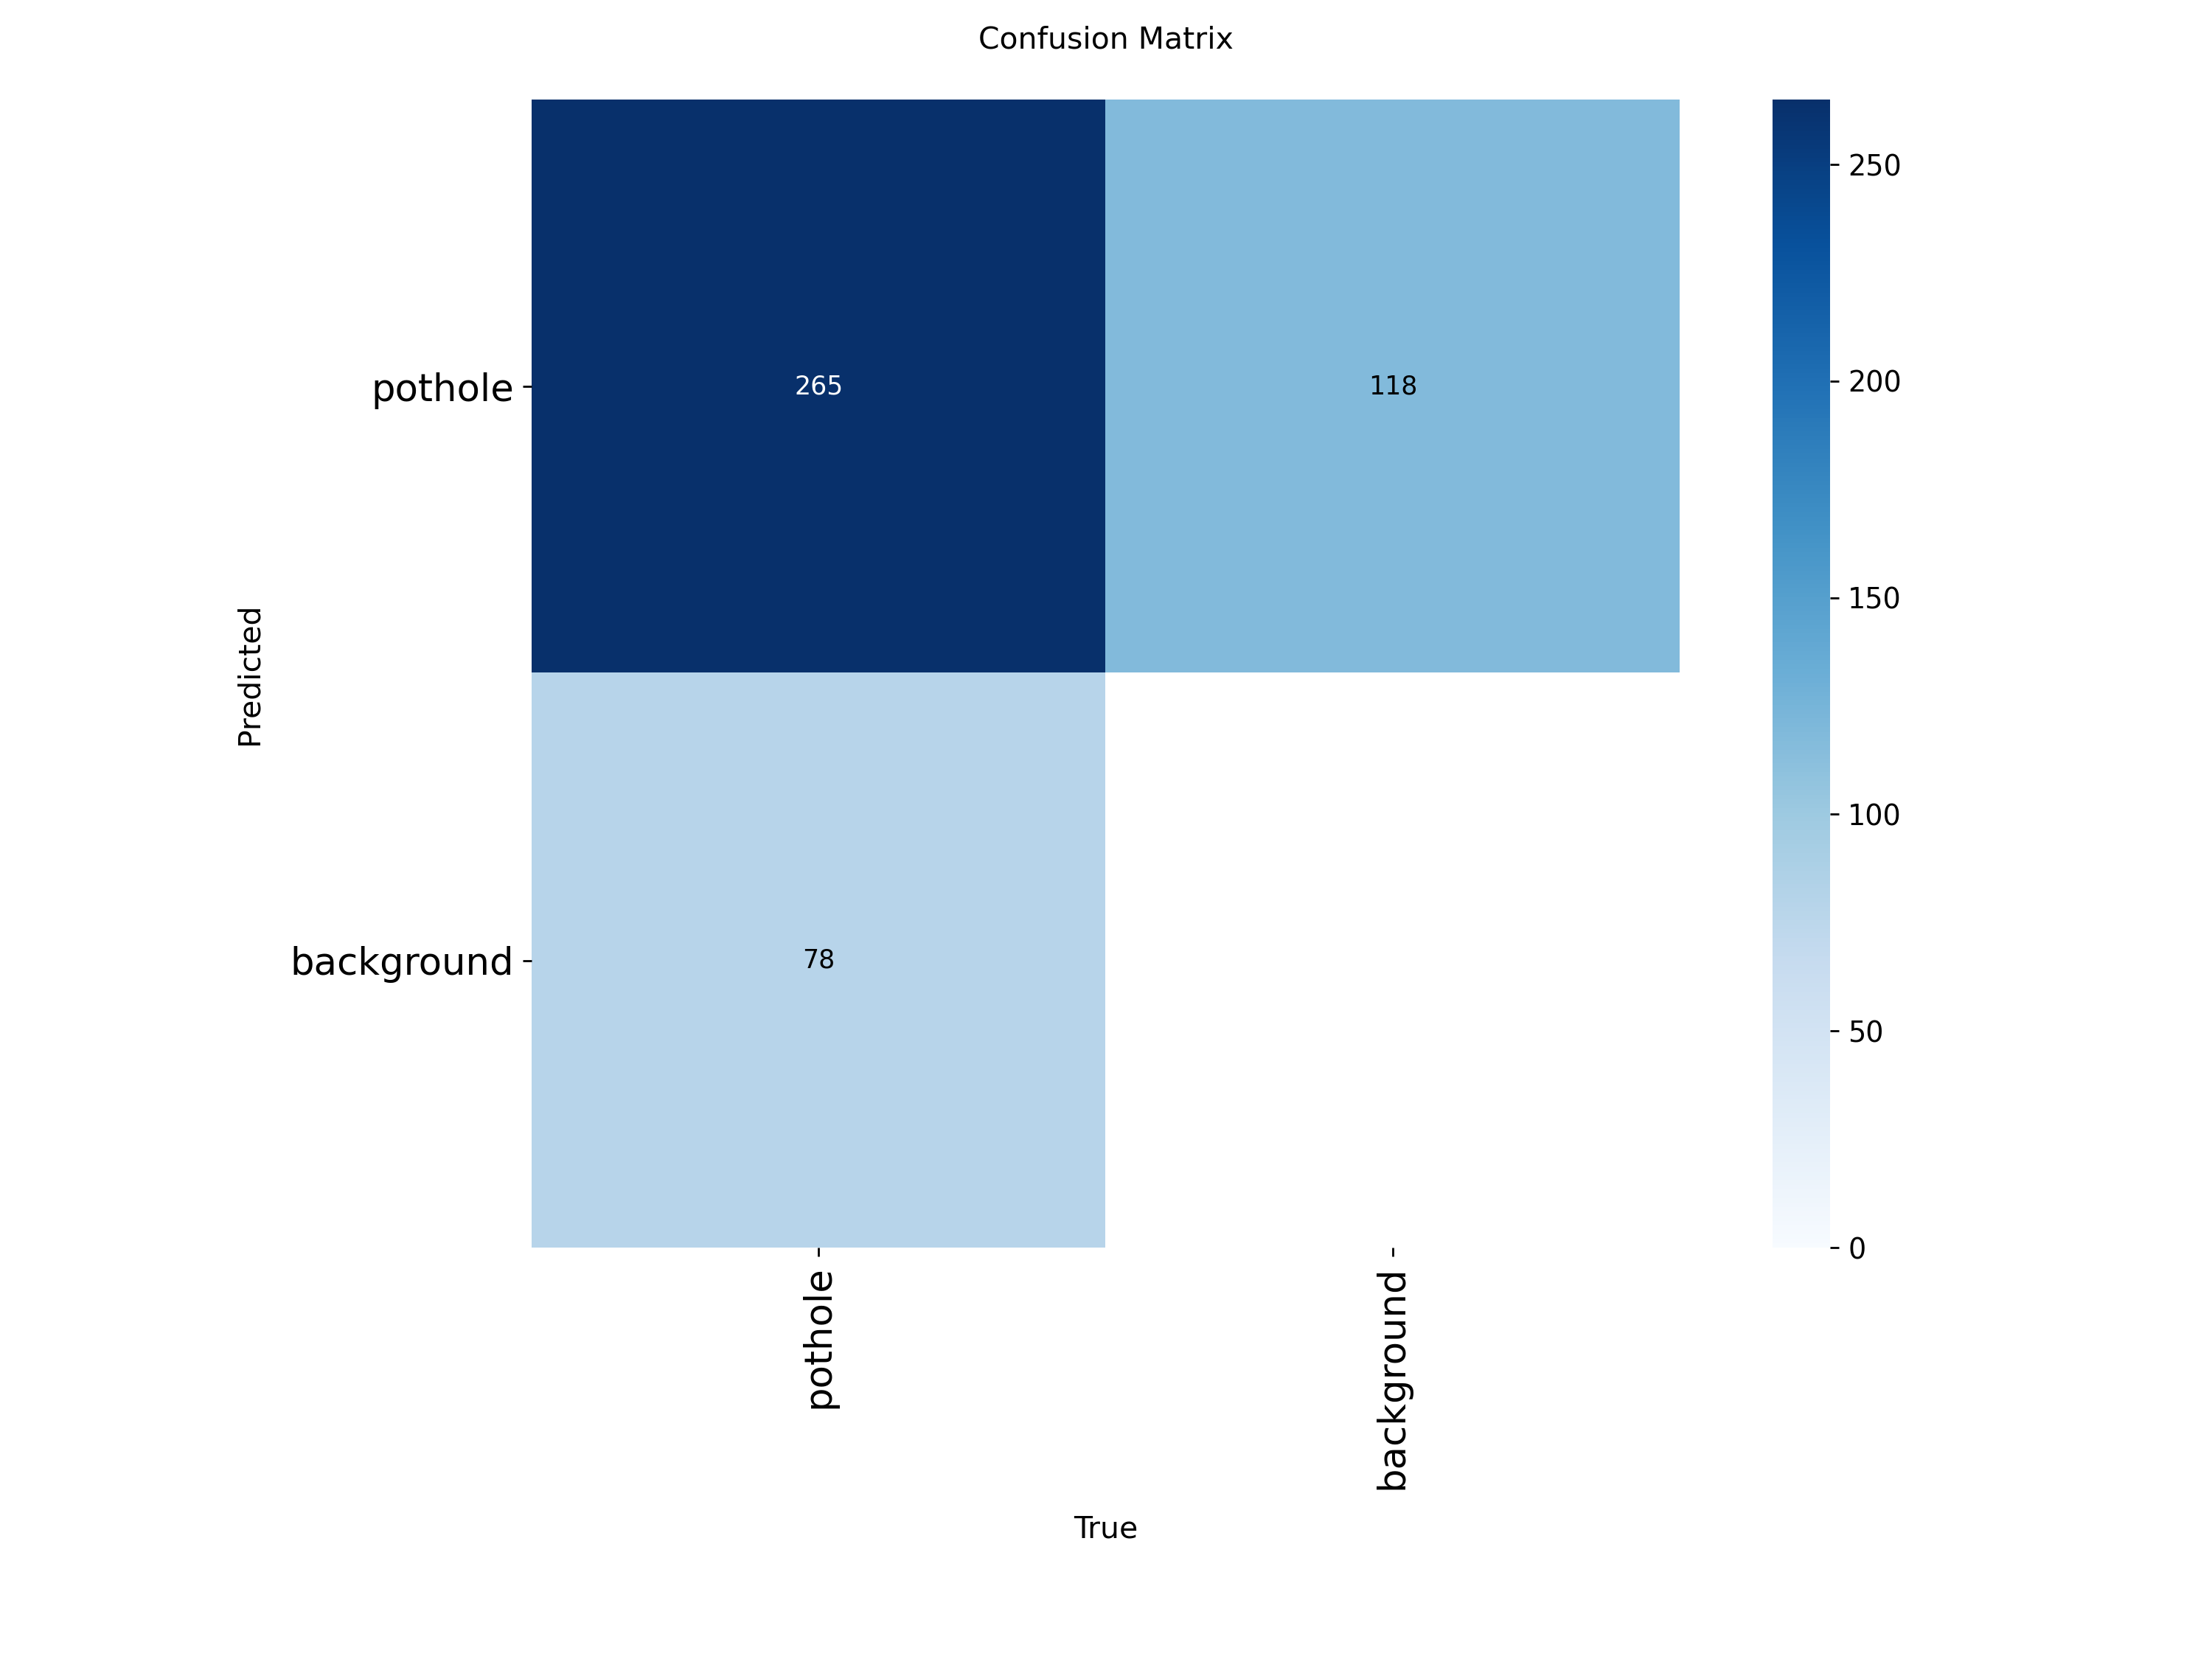 Confusion Matrix
pothole
265
118
Predicted
background
78
pothole
background
True
250
200
150
100
50
0